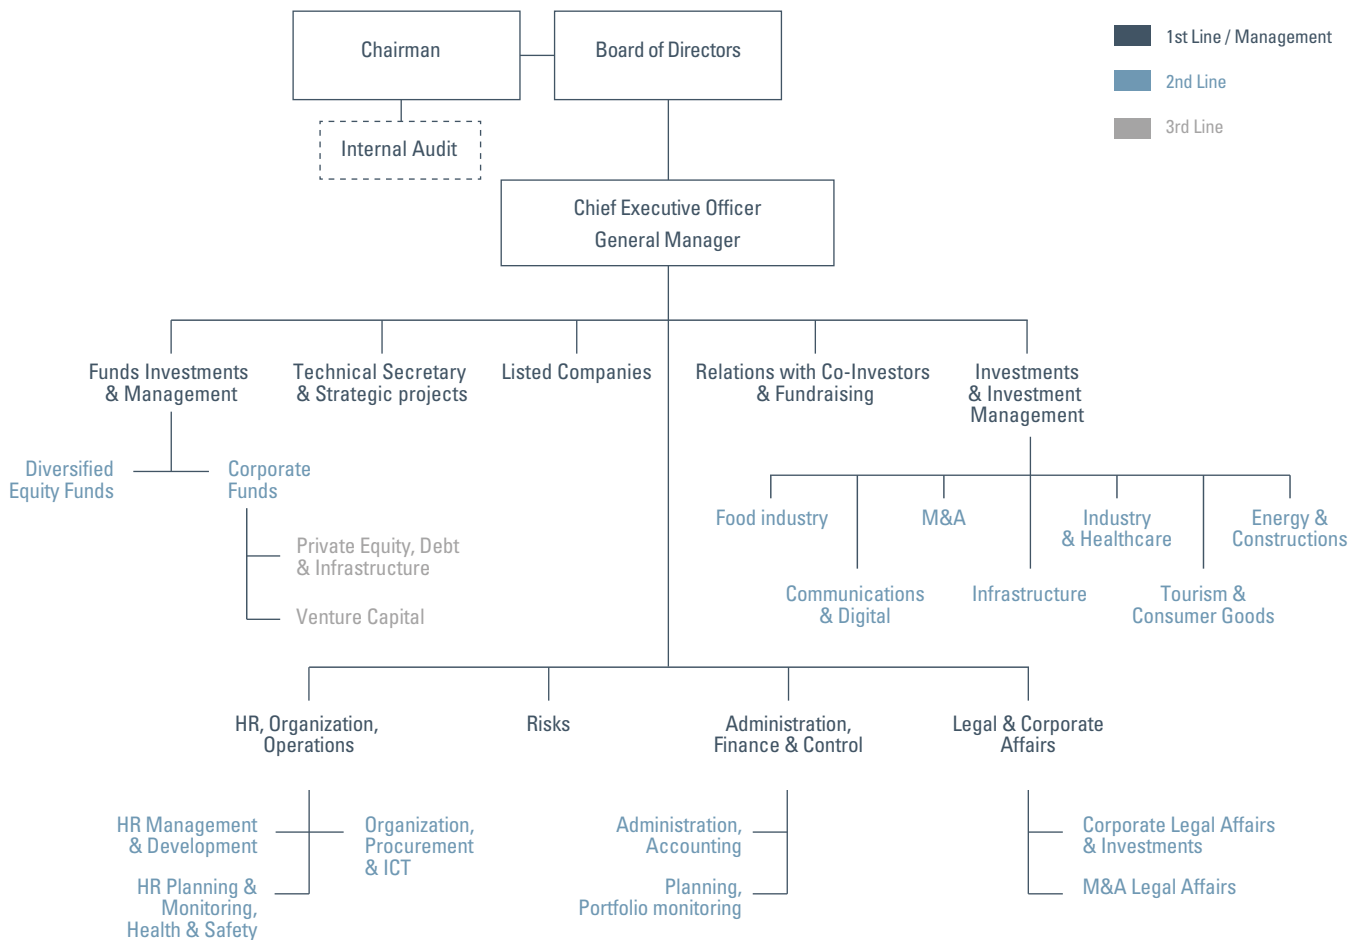 Chairman
Board of Directors
1st Line / Management
2nd Line
3rd Line
Internal Audit
Chief Executive Officer
General Manager
Funds Investments
& Management
Technical Secretary
& Strategic projects
Listed Companies
Relations with Co-Investors
& Fundraising
Investments
& Investment
Management
Diversified
Equity Funds
Corporate
Funds
Private Equity, Debt
& Infrastructure
Venture Capital
Food industry
M&A
Industry
& Healthcare
Energy &
Constructions
Communications
& Digital
Infrastructure
Tourism &
Consumer Goods
HR, Organization,
Operations
Risks
Administration,
Finance & Control
Legal & Corporate
Affairs
HR Management
& Development
Organization,
Procurement
& ICT
HR Planning &
Monitoring,
Health & Safety
Administration,
Accounting
Planning,
Portfolio monitoring
Corporate Legal Affairs
& Investments
M&A Legal Affairs